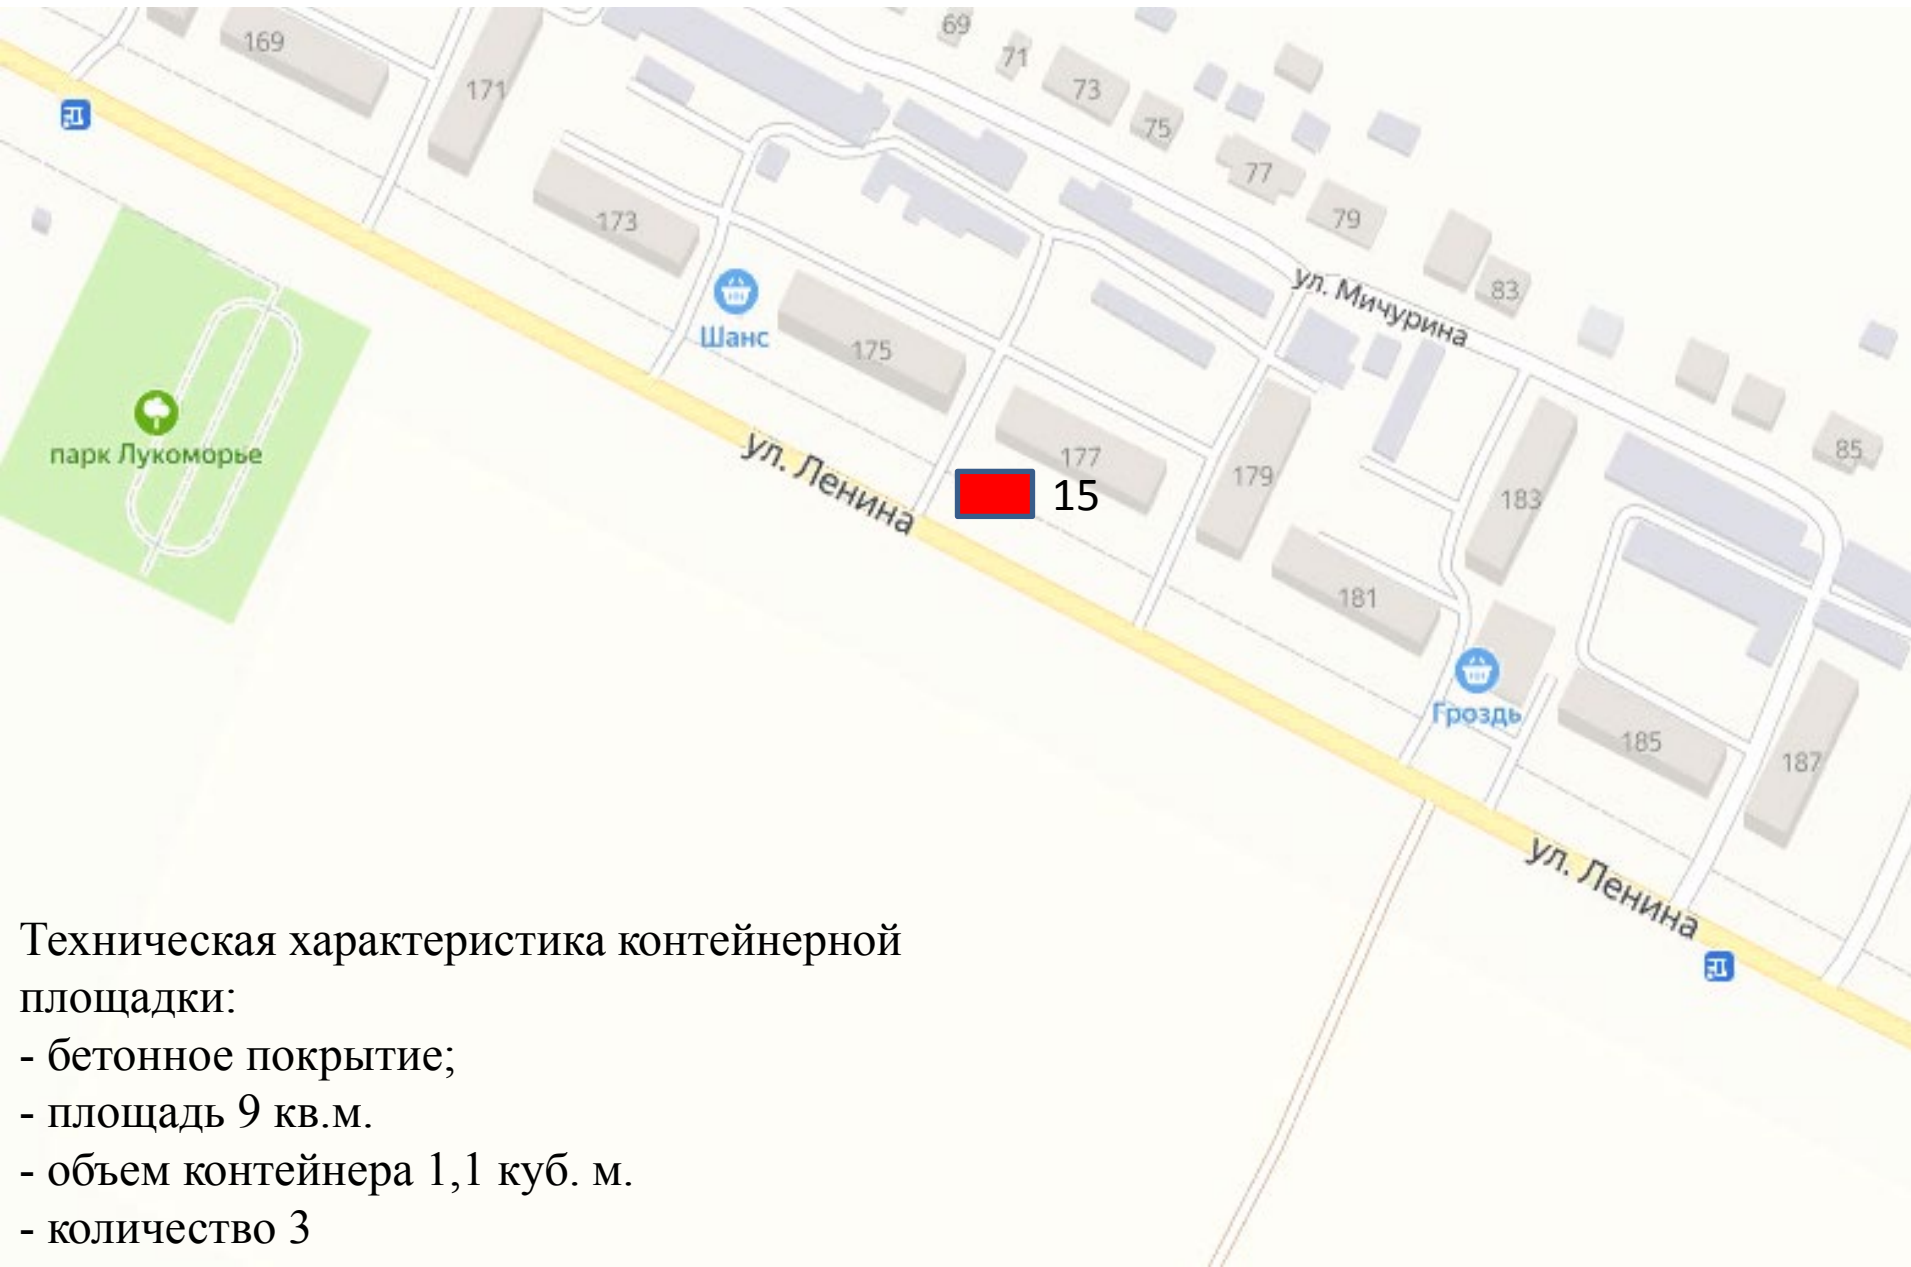 69
169
71
171
73
75
77
173
79
ул. Мичурина
83
Шанс
175
парк Лукоморье
ул. Ленина
177
15
179
183
85
181
Гроздь
185
187
ул. Ленина
Техническая характеристика контейнерной
площадки:
- бетонное покрытие;
- площадь 9 кв.м.
- объем контейнера 1,1 куб. м.
- количество 3